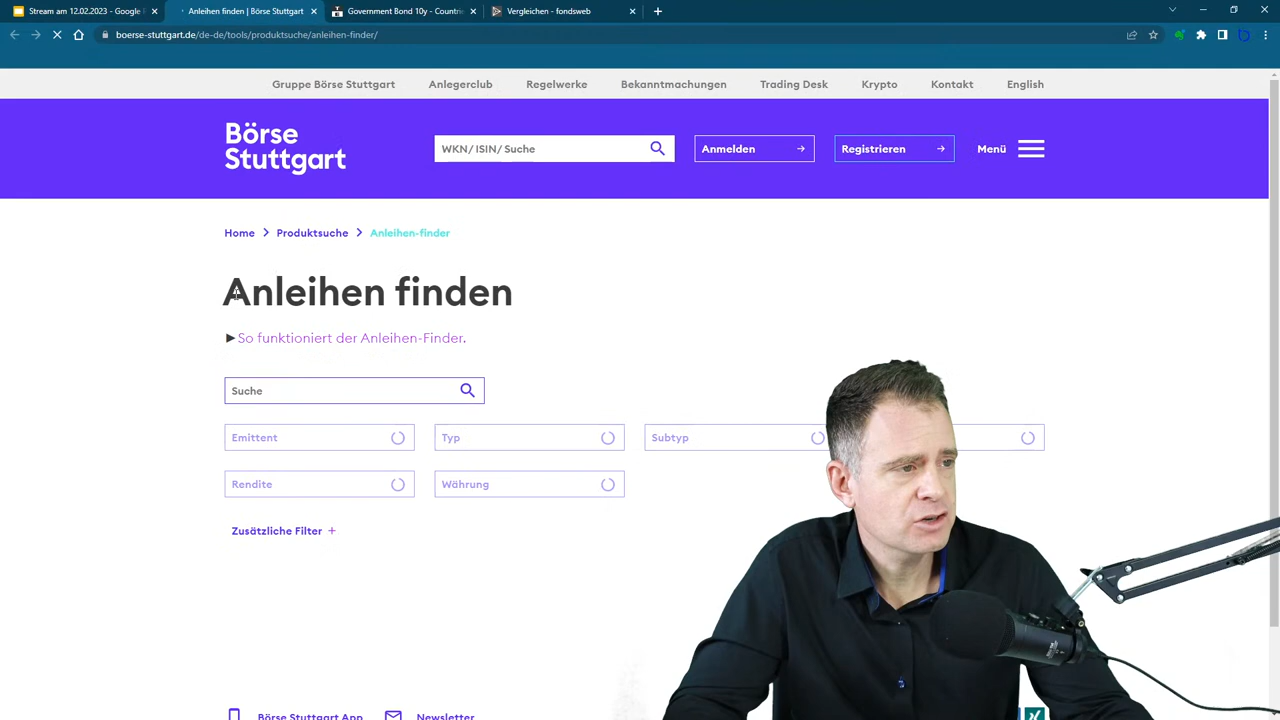 Stream am 12.02.2023 - Google
Anleihen finden | Börse Stuttgart
Government Bond 10y - Countrie
Vergleichen - fondsweb
boerse-stuttgart.de/de-de/tools/produktsuche/anleihen-finder/
Gruppe Börse Stuttgart
Anlegerclub
Regelwerke
Bekanntmachungen
Trading Desk
Krypto
Kontakt
English
Börse
Stuttgart
WKN/ ISIN/ Suche
Anmelden
Registrieren
Menü
Home
Produktsuche
Anleihen-finder
Anleihen finden
►So funktioniert der Anleihen-Finder.
Suche
Emittent
Typ
Subtyp
Rendite
Währung
Zusätzliche Filter +
Börse Stuttgart App
Newsletter